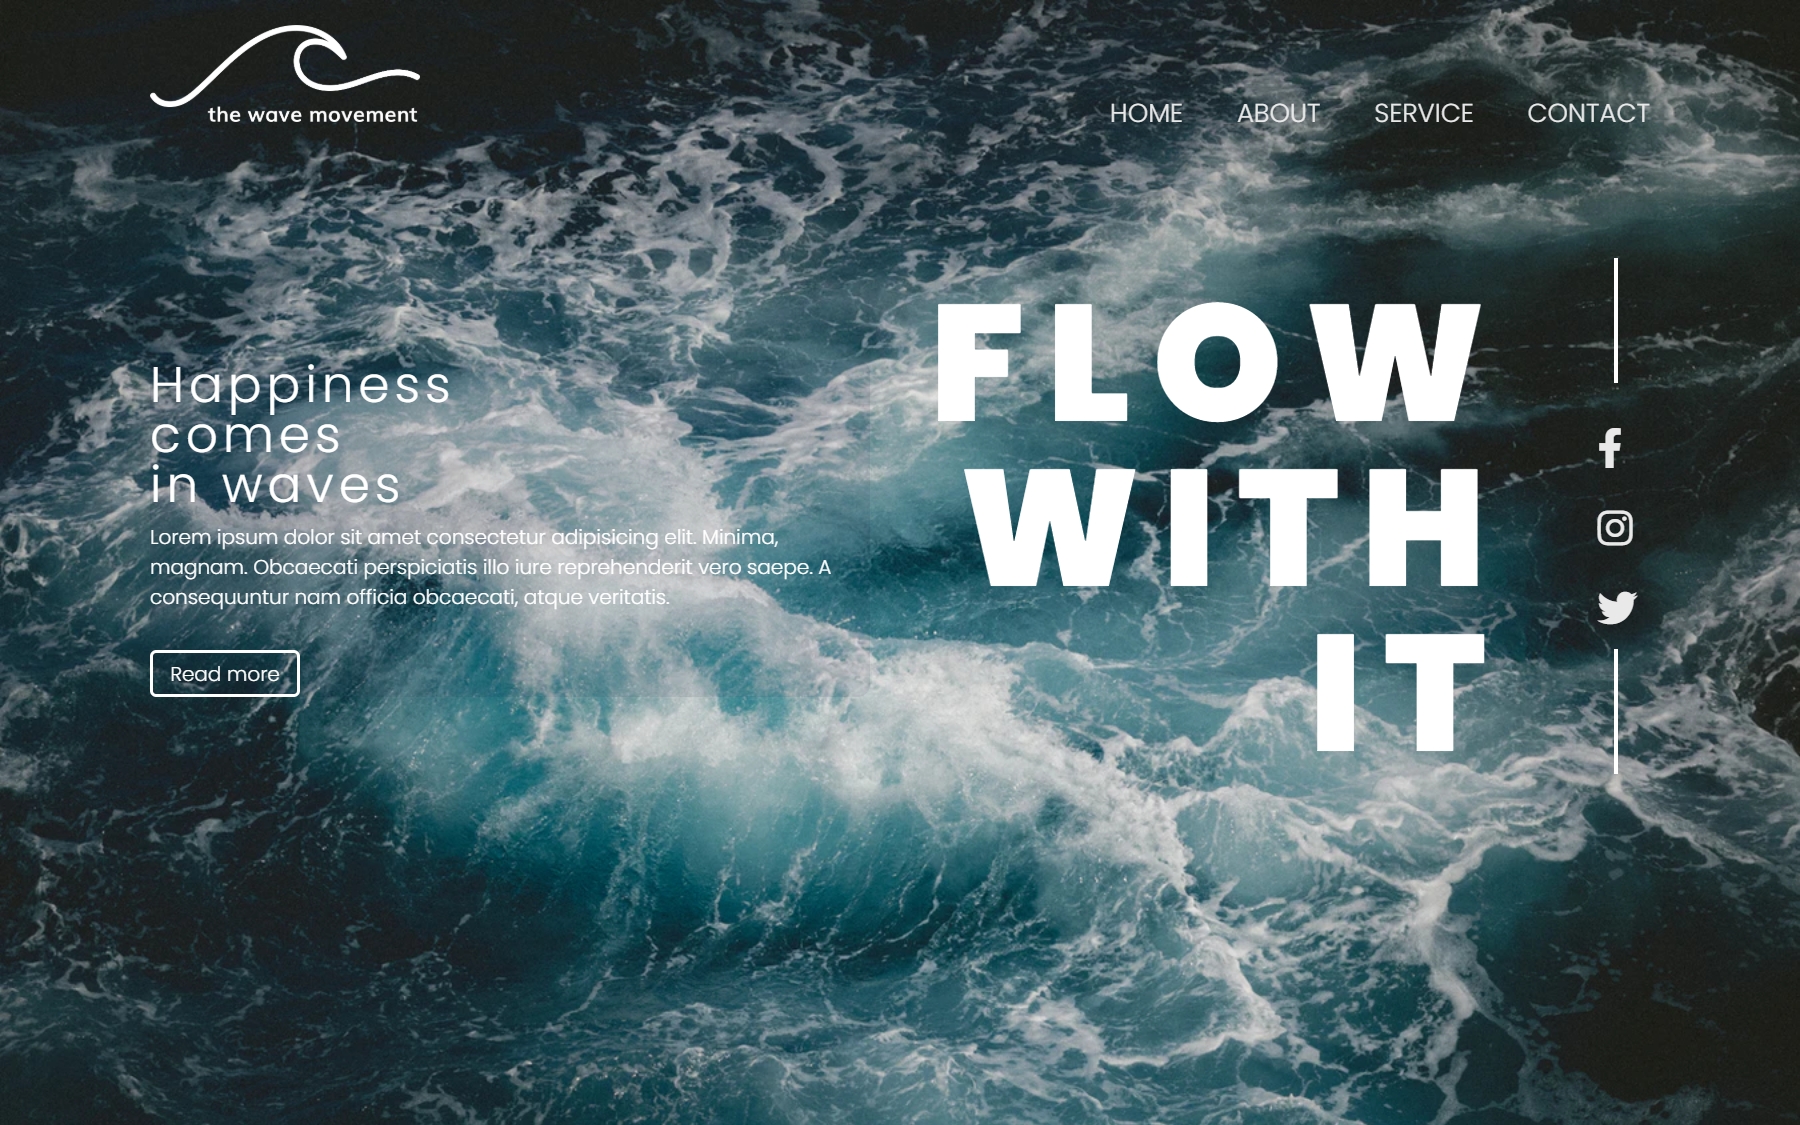 the wave movement
HOME ABOUT SERVICE CONTACT
FLOW
WITH
IT
Happiness
comes
in waves
Lorem ipsum dolor sit amet consectetur adipisicing elit. Minima,
magnam. Obcaecati perspiciatis illo iure reprehenderit vero saepe. A
consequuntur nam officia obcaecati, atque veritatis.
Read more